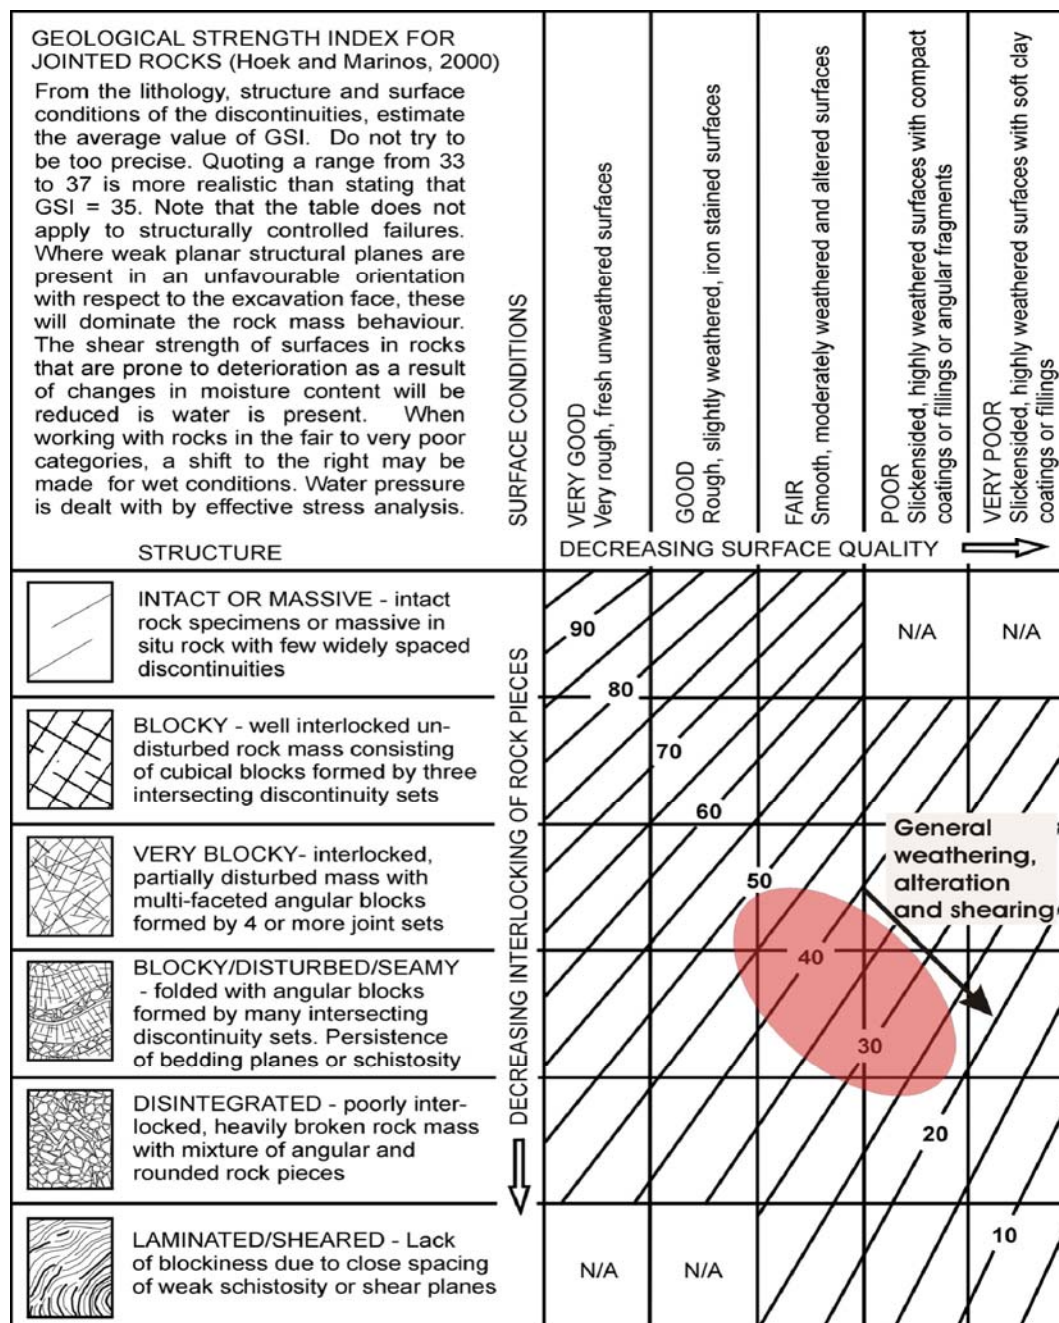 GEOLOGICAL STRENGTH INDEX FOR
JOINTED ROCKS (Hoek and Marinos, 2000)
From the lithology, structure and surface
conditions of the discontinuities, estimate
the average value of GSI. Do not try to
be too precise. Quoting a range from 33
to 37 is more realistic than stating that
GSI = 35. Note that the table does not
apply to structurally controlled failures.
Where weak planar structural planes are
present in an unfavourable orientation
with respect to the excavation face, these
will dominate the rock mass behaviour.
The shear strength of surfaces in rocks
that are prone to deterioration as a result
of changes in moisture content will be
reduced is water is present. When
working with rocks in the fair to very poor
categories, a shift to the right may be
made for wet conditions. Water pressure
is dealt with by effective stress analysis.
STRUCTURE
SURFACE CONDITIONS
VERY GOOD
Very rough, fresh unweathered surfaces
GOOD
Rough, slightly weathered, iron stained surfaces
FAIR
Smooth, moderately weathered and altered surfaces
POOR
Slickensided, highly weathered surfaces with compact
coatings or fillings or angular fragments
VERY POOR
Slickensided, highly weathered surfaces with soft clay
coatings or fillings
DECREASING SURFACE QUALITY
DECREASING INTERLOCKING OF ROCK PIECES
INTACT OR MASSIVE - intact
rock specimens or massive in
situ rock with few widely spaced
discontinuities
90
N/A
N/A
80
BLOCKY - well interlocked un-
disturbed rock mass consisting
of cubical blocks formed by three
intersecting discontinuity sets
70
60
VERY BLOCKY- interlocked,
partially disturbed mass with
multi-faceted angular blocks
formed by 4 or more joint sets
50
General
weathering,
alteration
and shearing
BLOCKY/DISTURBED/SEAMY
- folded with angular blocks
formed by many intersecting
discontinuity sets. Persistence
of bedding planes or schistosity
40
30
DISINTEGRATED - poorly inter-
locked, heavily broken rock mass
with mixture of angular and
rounded rock pieces
20
LAMINATED/SHEARED - Lack
of blockiness due to close spacing
of weak schistosity or shear planes
N/A
N/A
10